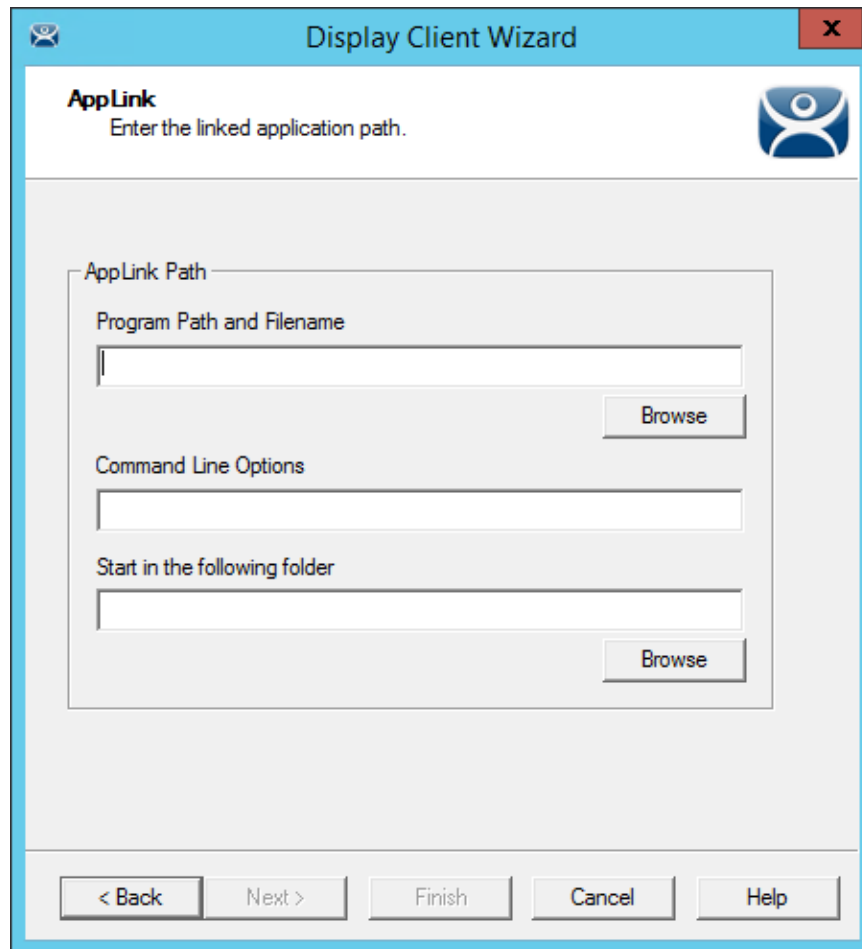 Display Client Wizard
x
AppLink
Enter the linked application path.
AppLink Path
Program Path and Filename
Browse
Command Line Options
Start in the following folder
Browse
< Back Next > Finish Cancel Help